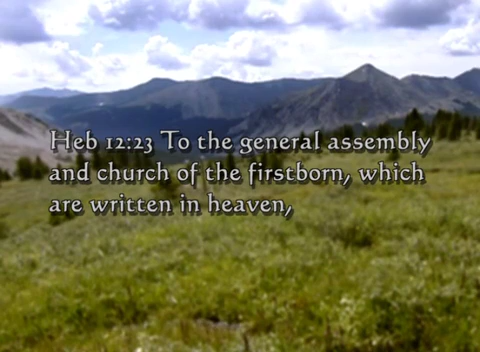 Heb 12:23 To the general assembly
and church of the firstborn, which
are written in heaven,